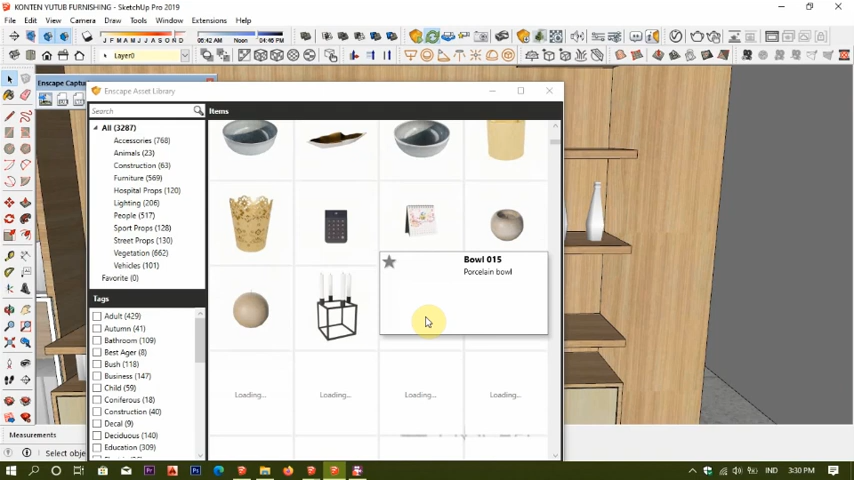 KONTEN YUTUB FURNISHING - SketchUp Pro 2019
File Edit View Camera Draw Tools Window Extensions Help
J F M A M J J A S O N D
06:42 AM Noon 04:46 PM
Layer0
Enscape Capt
Enscape Asset Library
Search
Items
All (3287)
Accessories (768)
Animals (23)
Construction (63)
Furniture (569)
Hospital Props (120)
Lighting (206)
People (517)
Sport Props (128)
Street Props (130)
Vegetation (662)
Vehicles (101)
Favorite (0)
Tags
Adult (429)
Autumn (41)
Bathroom (109)
Best Ager (8)
Bush (118)
Business (147)
Child (59)
Coniferous (18)
Construction (40)
Decal (9)
Deciduous (140)
Education (309)
Bowl 015
Porcelain bowl
Loading... Loading... Loading... Loading...
Measurements
Select objec
IND 3:30 PM